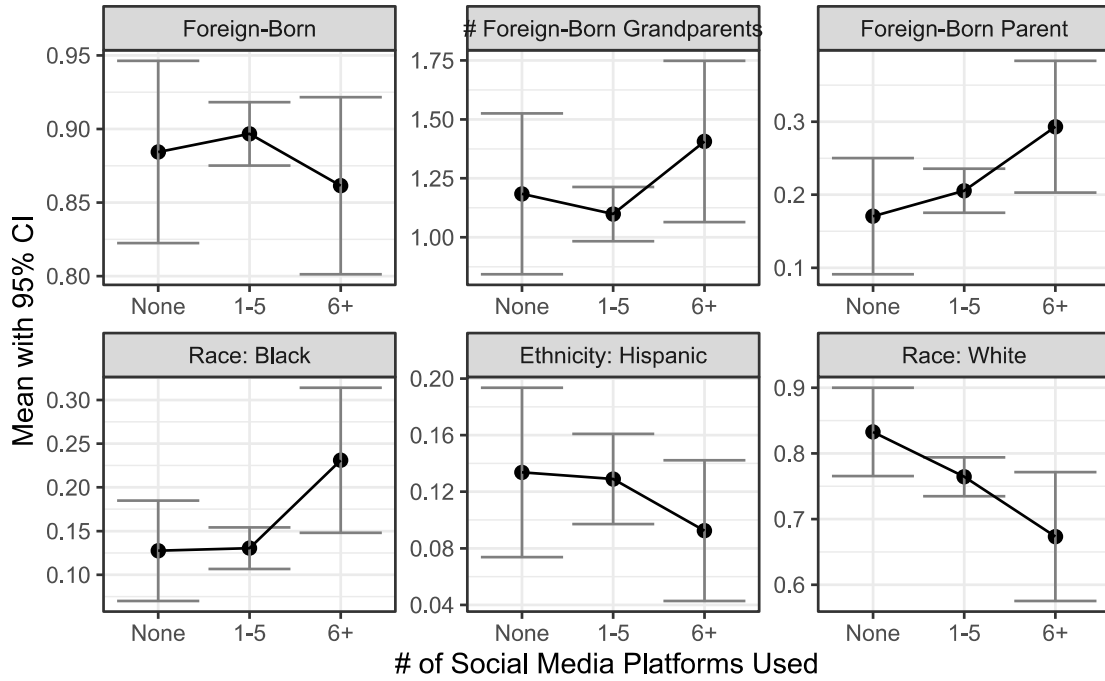 Foreign-Born
# Foreign-Born Grandparents
Foreign-Born Parent
0.95
0.90
0.85
0.80
1.75
1.50
1.25
1.00
0.3
0.2
0.1
None 1-5 6+
None 1-5 6+
None 1-5 6+
Mean with 95% CI
Race: Black
Ethnicity: Hispanic
Race: White
0.30
0.25
0.20
0.15
0.10
0.20
0.16
0.12
0.08
0.04
0.9
0.8
0.7
0.6
None 1-5 6+
None 1-5 6+
None 1-5 6+
# of Social Media Platforms Used